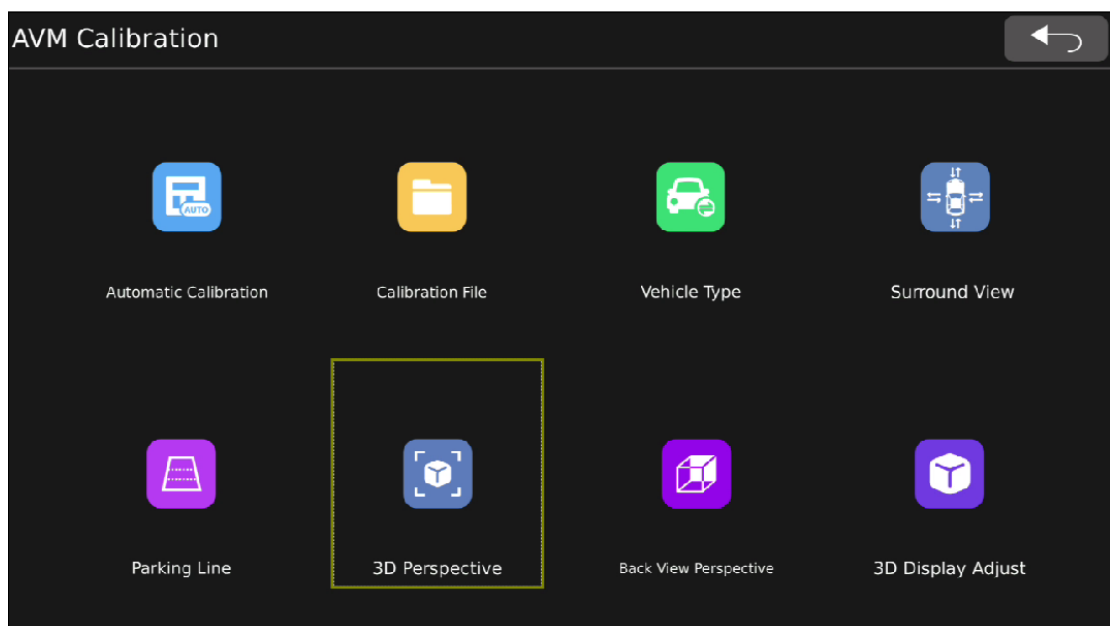 AVM Calibration
AUTO
Automatic Calibration
Calibration File
Vehicle Type
Surround View
Parking Line
3D Perspective
Back View Perspective
3D Display Adjust